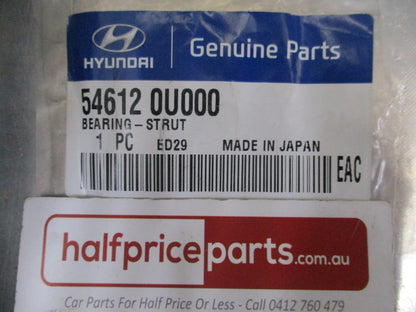 HYUNDAI
Genuine Parts
54612 0U000
BEARING-STRUT
1 PC ED29 MADE IN JAPAN
EAC
halfpriceparts.com.au
Car Parts For Half Price Or Less - Call 0412 760 479